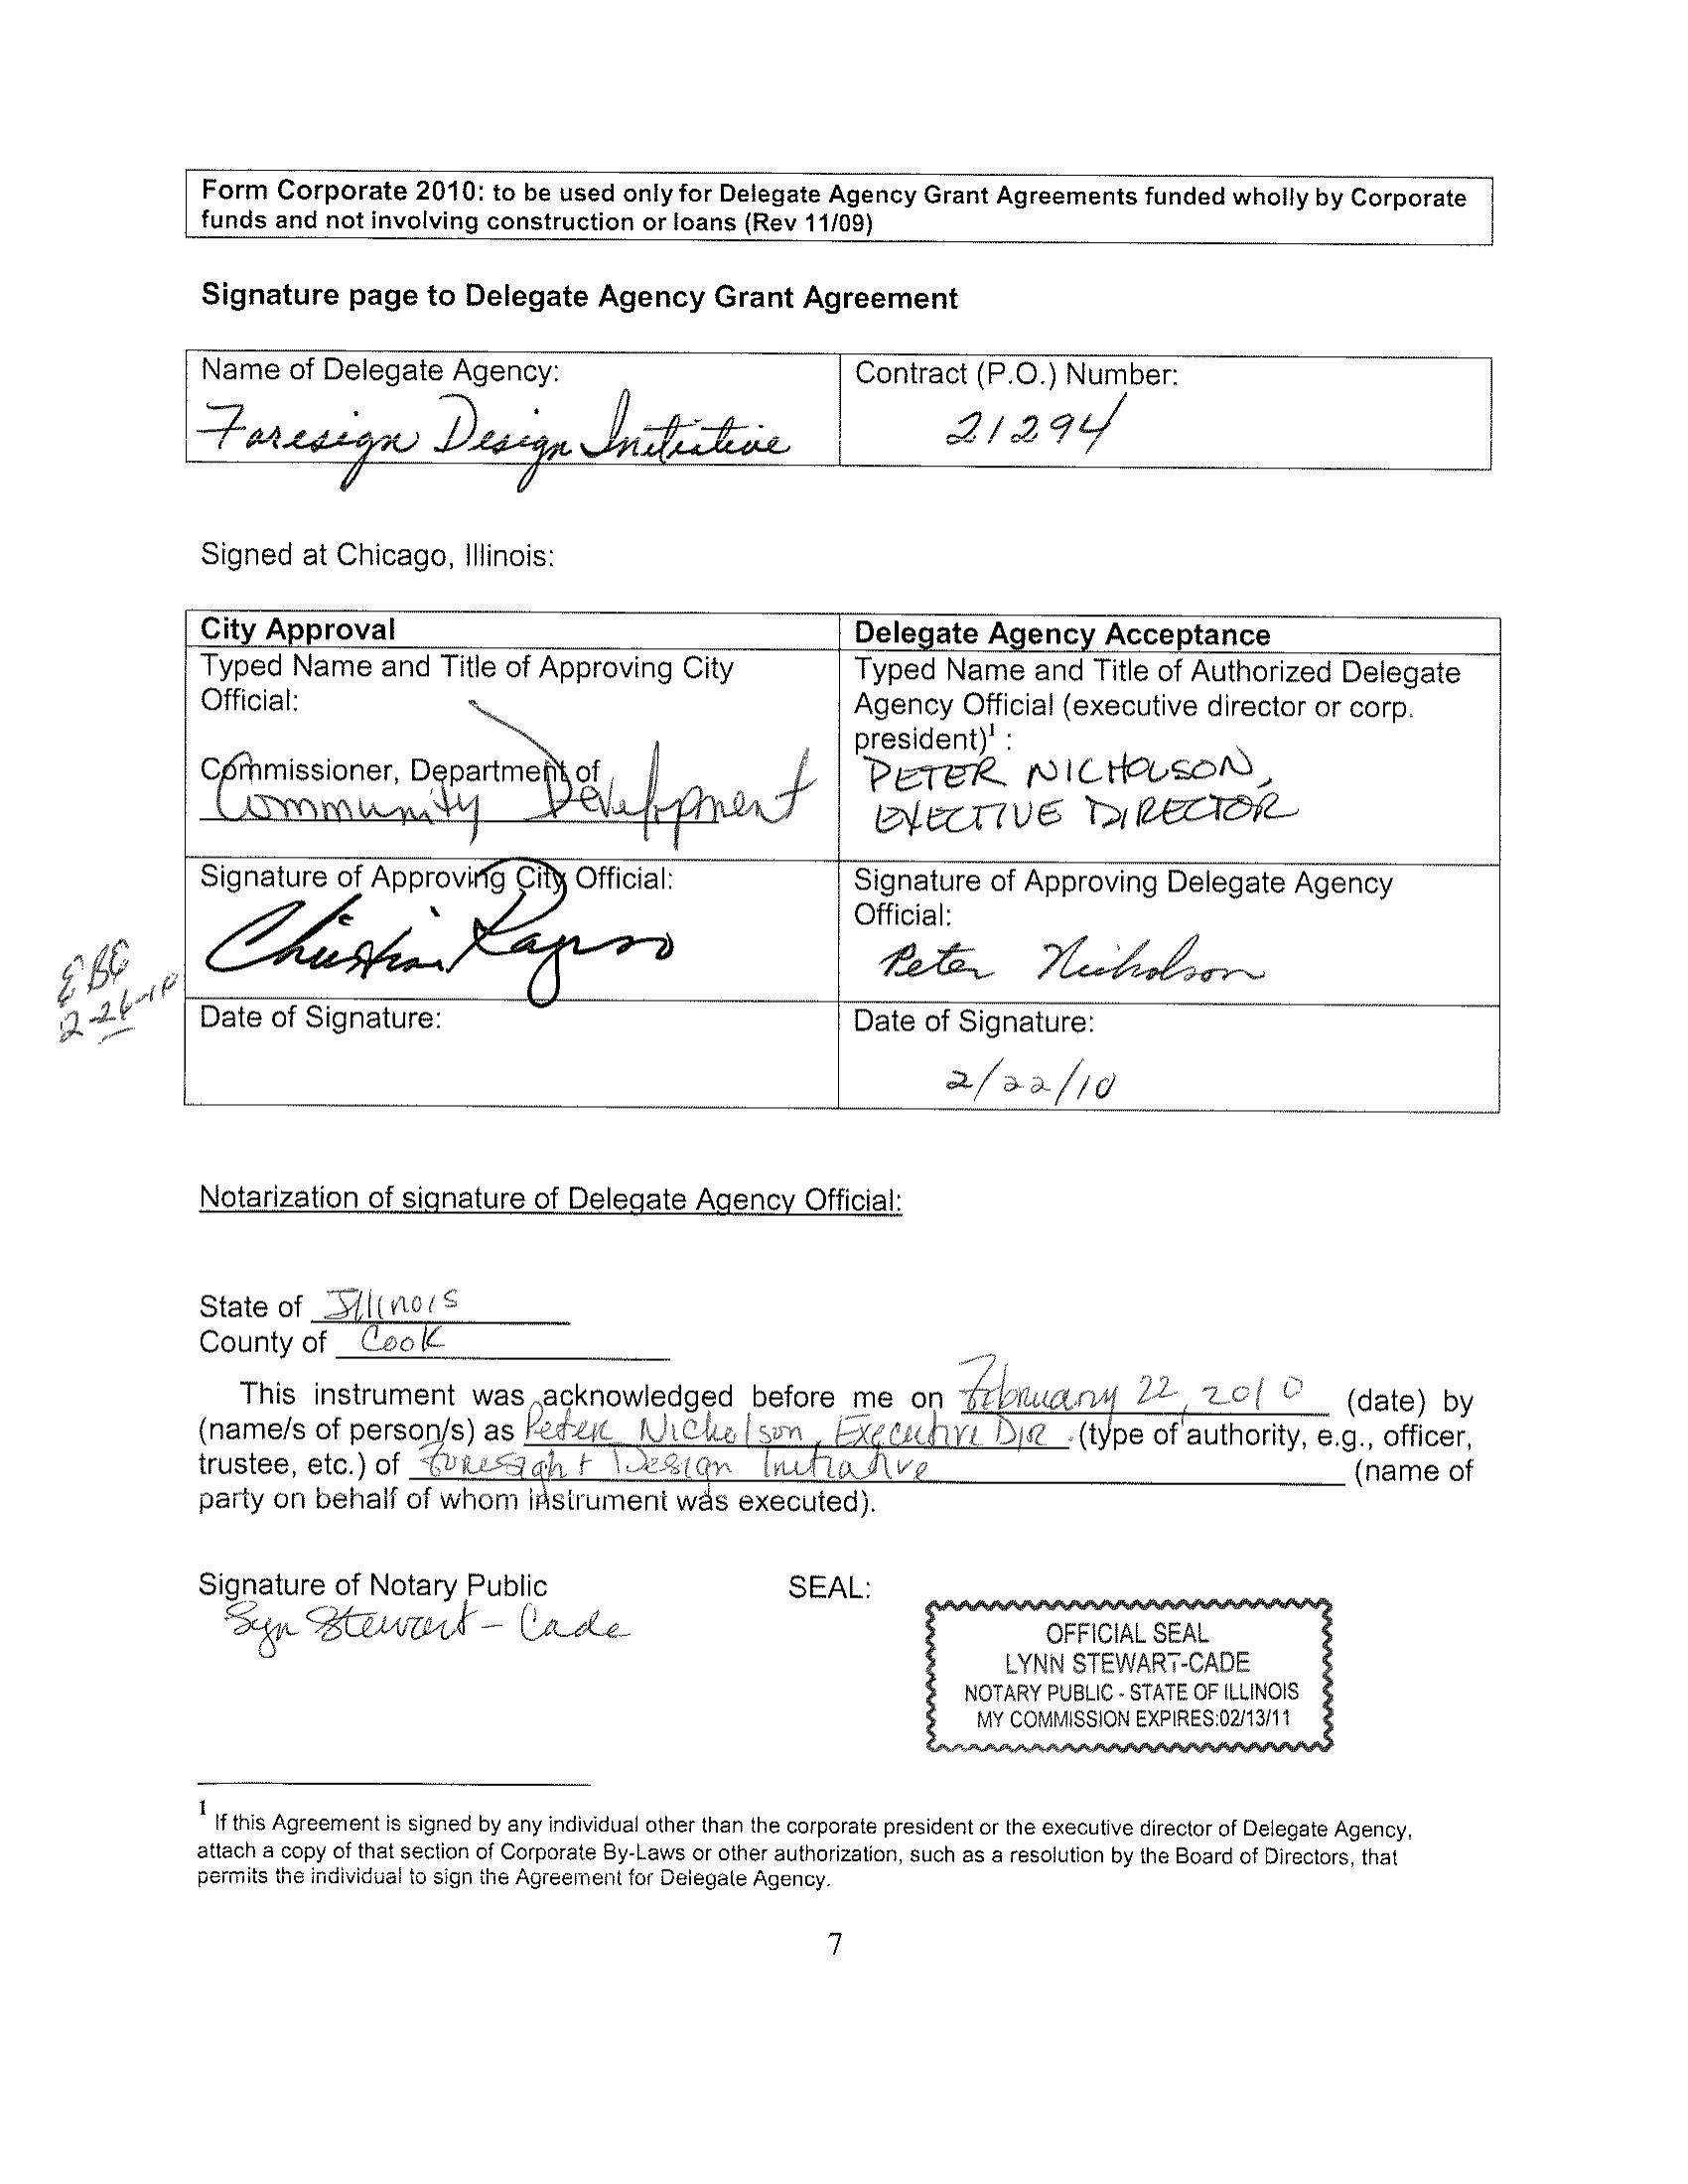 Form Corporate 2010: to be used only for Delegate Agency Grant Agreements funded wholly by Corporate
funds and not involving construction or loans (Rev 11/09)
Signature page to Delegate Agency Grant Agreement
Name of Delegate Agency:
Foresign Design Initiative
Contract (P.O.) Number:
21294
Signed at Chicago, Illinois:
City Approval
Typed Name and Title of Approving City
Official:
Commissioner, Department of
Community Development
Delegate Agency Acceptance
Typed Name and Title of Authorized Delegate
Agency Official (executive director or corp.
president)¹ :
PETER NICHOLSON,
EXECTIVE DIRECTOR
Signature of Approving City Official:
Signature of Approving Delegate Agency
Official:
Peter Nicholson
EBE
2-26-10
Date of Signature:
Date of Signature:
2/22/10
Notarization of signature of Delegate Agency Official:
State of Illinois
County of Cook
This instrument was acknowledged before me on February 22, 2010 (date) by
(name/s of person/s) as Peter Nicholson, Executive Dir. (type of authority, e.g., officer,
trustee, etc.) of Foresight Design Initiative (name of
party on behalf of whom instrument was executed).
Signature of Notary Public
Lynn Stewart-Cade
SEAL:
OFFICIAL SEAL
LYNN STEWART-CADE
NOTARY PUBLIC - STATE OF ILLINOIS
MY COMMISSION EXPIRES:02/13/11
1 If this Agreement is signed by any individual other than the corporate president or the executive director of Delegate Agency,
attach a copy of that section of Corporate By-Laws or other authorization, such as a resolution by the Board of Directors, that
permits the individual to sign the Agreement for Delegate Agency.
7